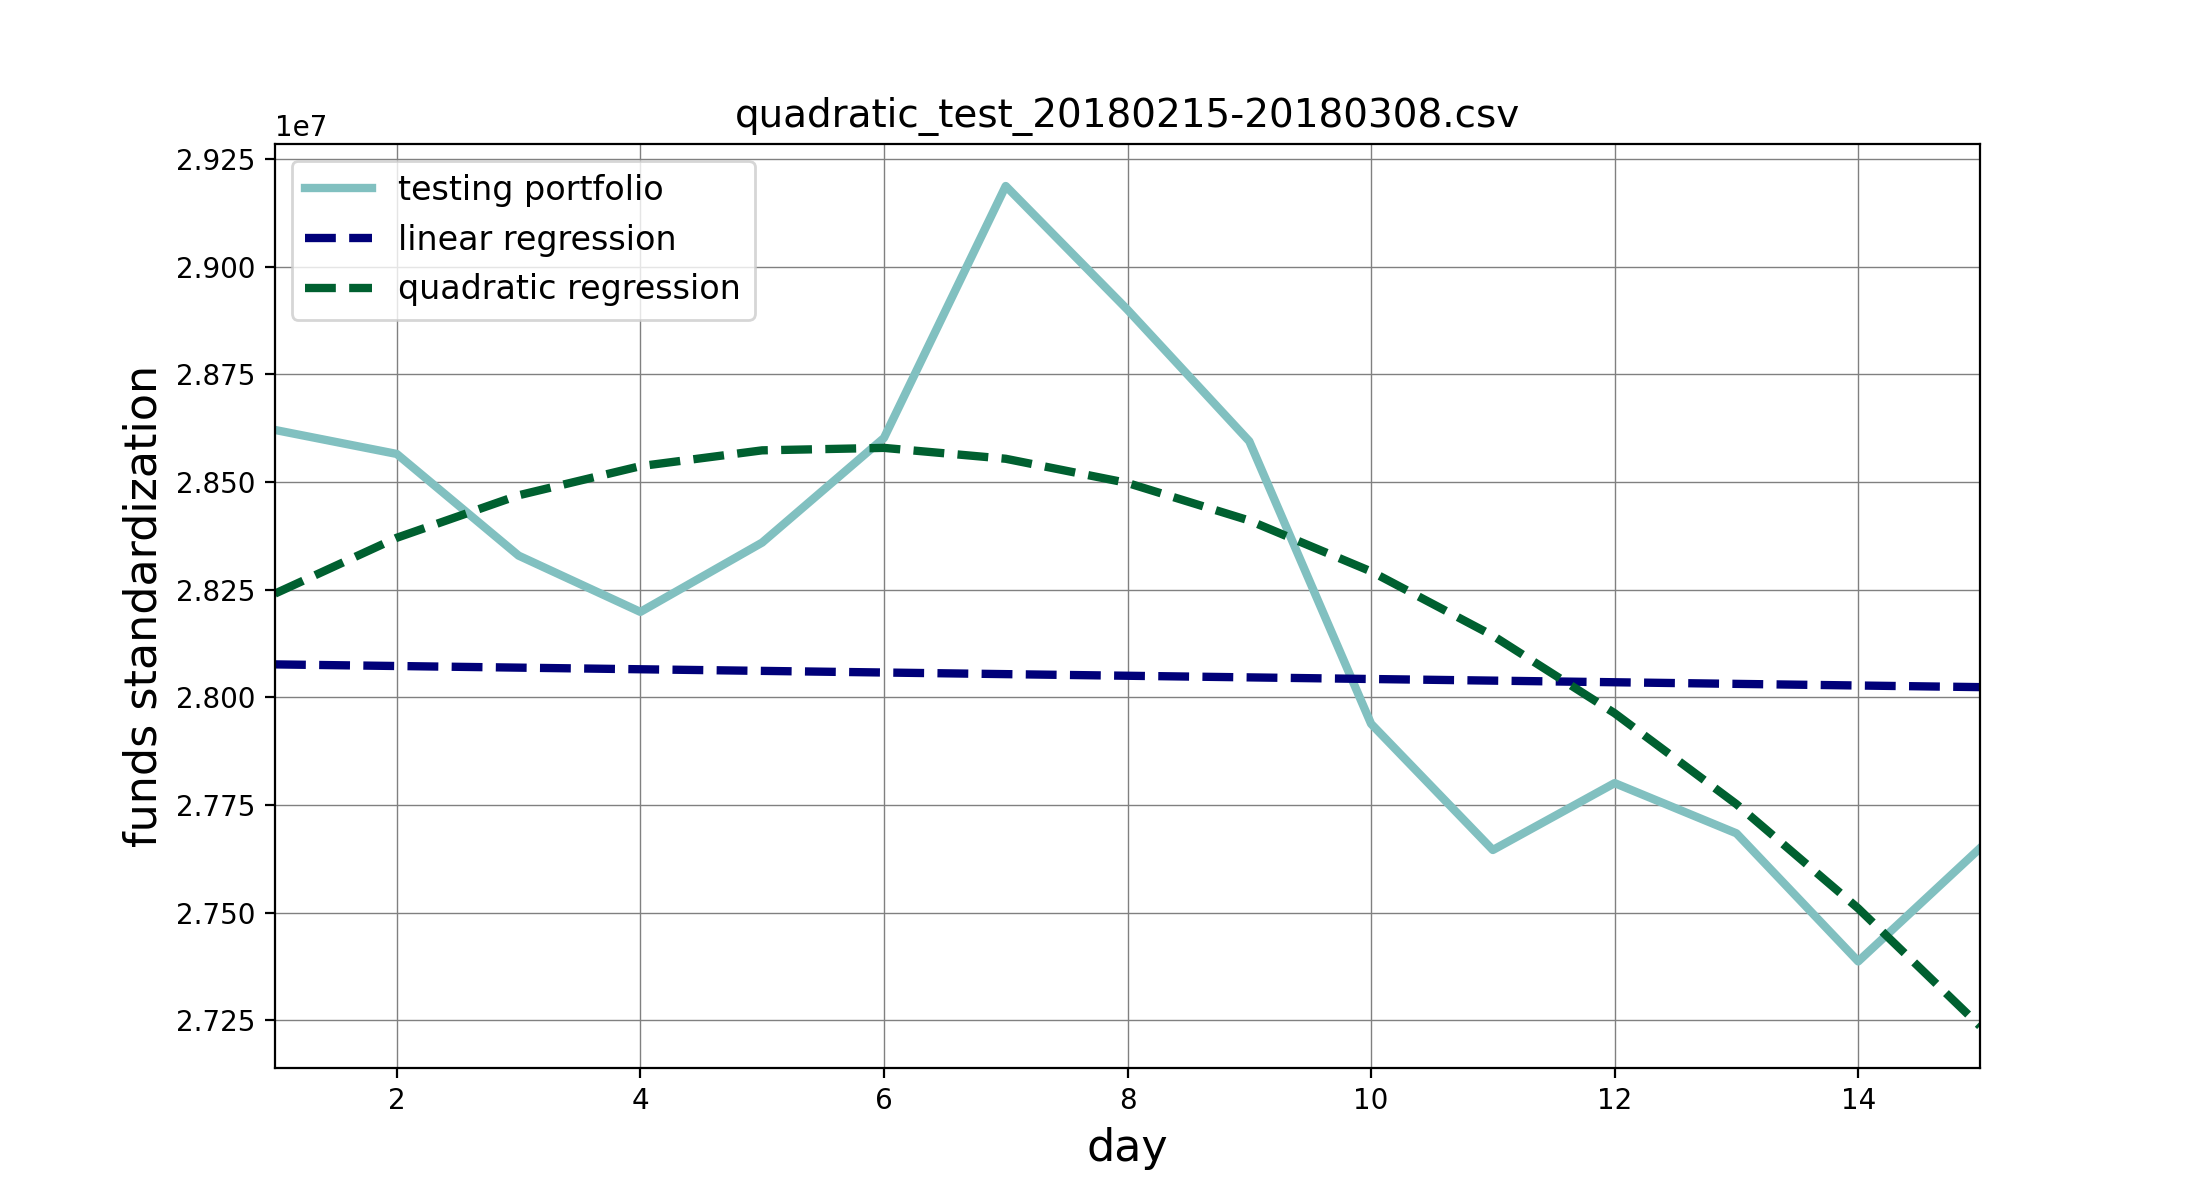 quadratic_test_20180215-20180308.csv
1e7
testing portfolio
linear regression
quadratic regression
funds standardization
2.925
2.900
2.875
2.850
2.825
2.800
2.775
2.750
2.725
2 4 6 8 10 12 14
day